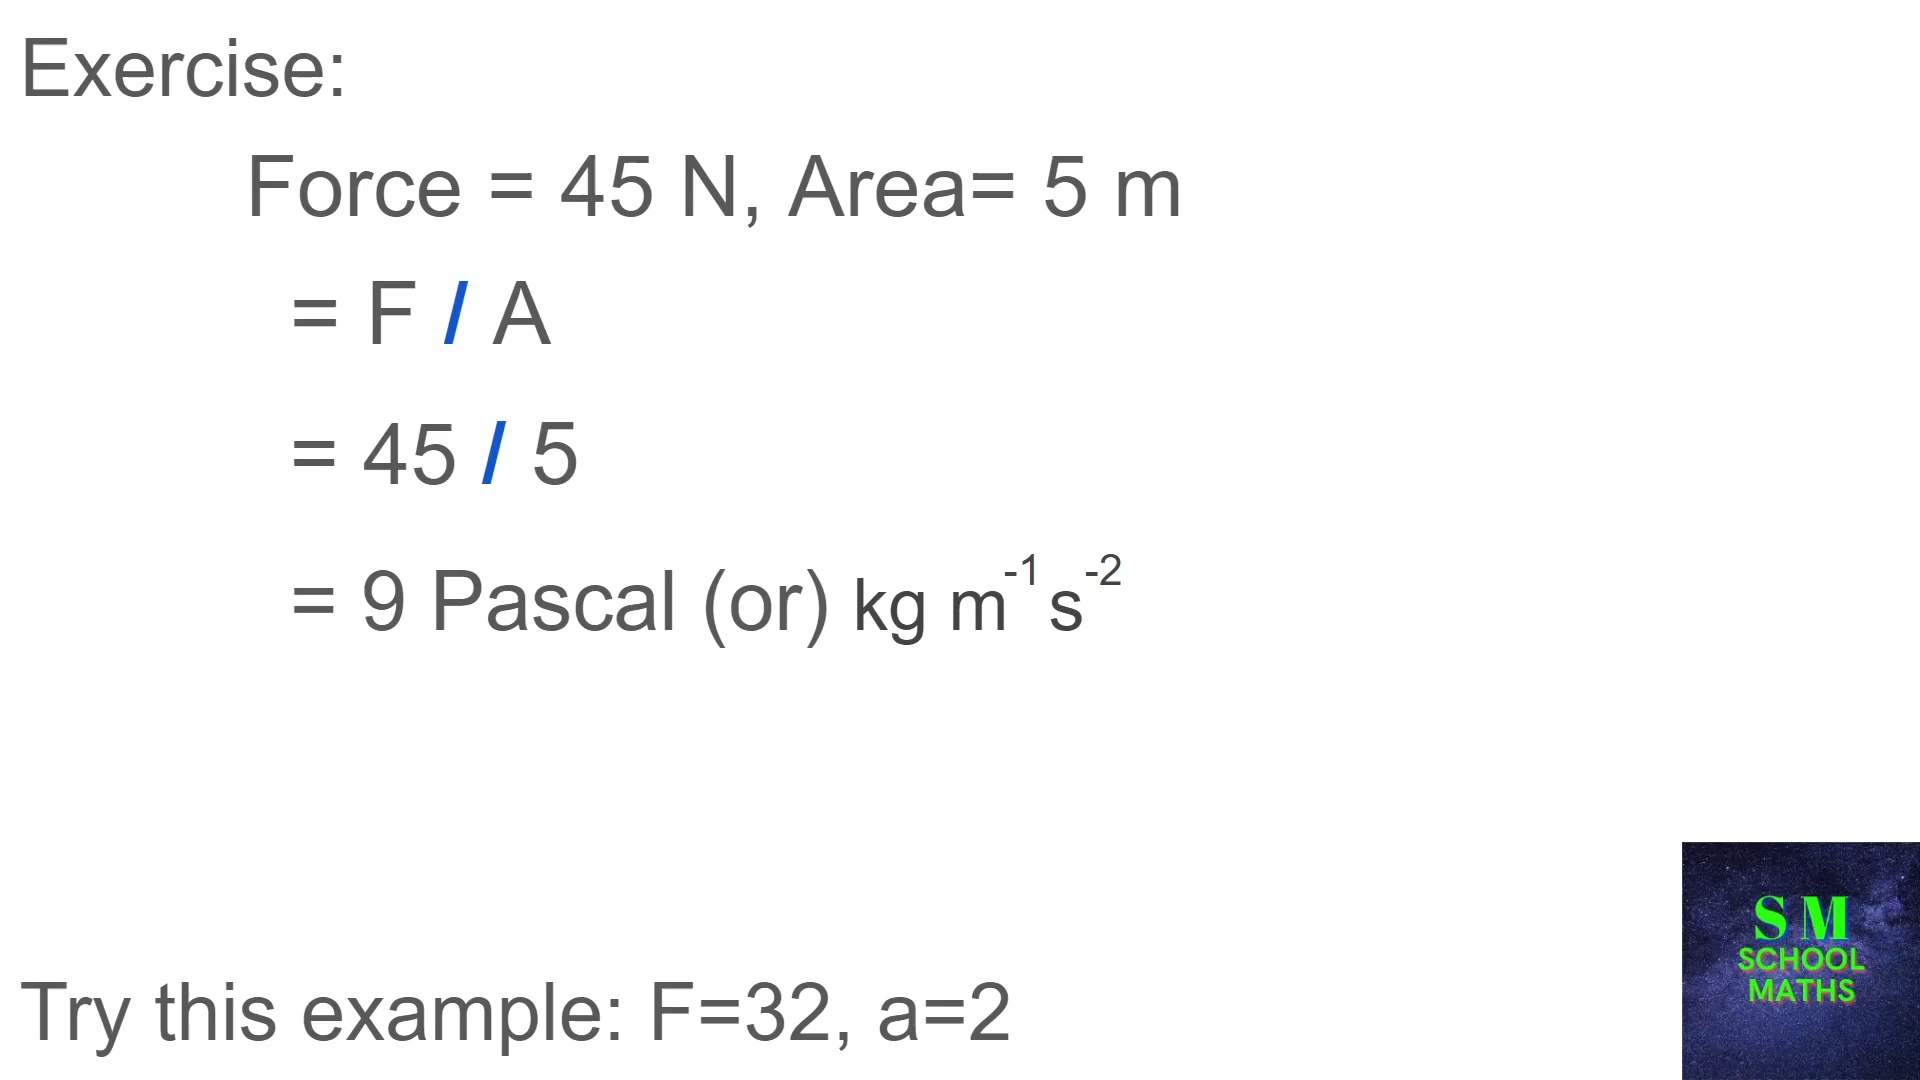 Exercise:
Force = 45 N, Area= 5 m
= F / A
= 45 / 5
= 9 Pascal (or) kg m⁻¹ s⁻²
S M
SCHOOL
MATHS
Try this example: F=32, a=2